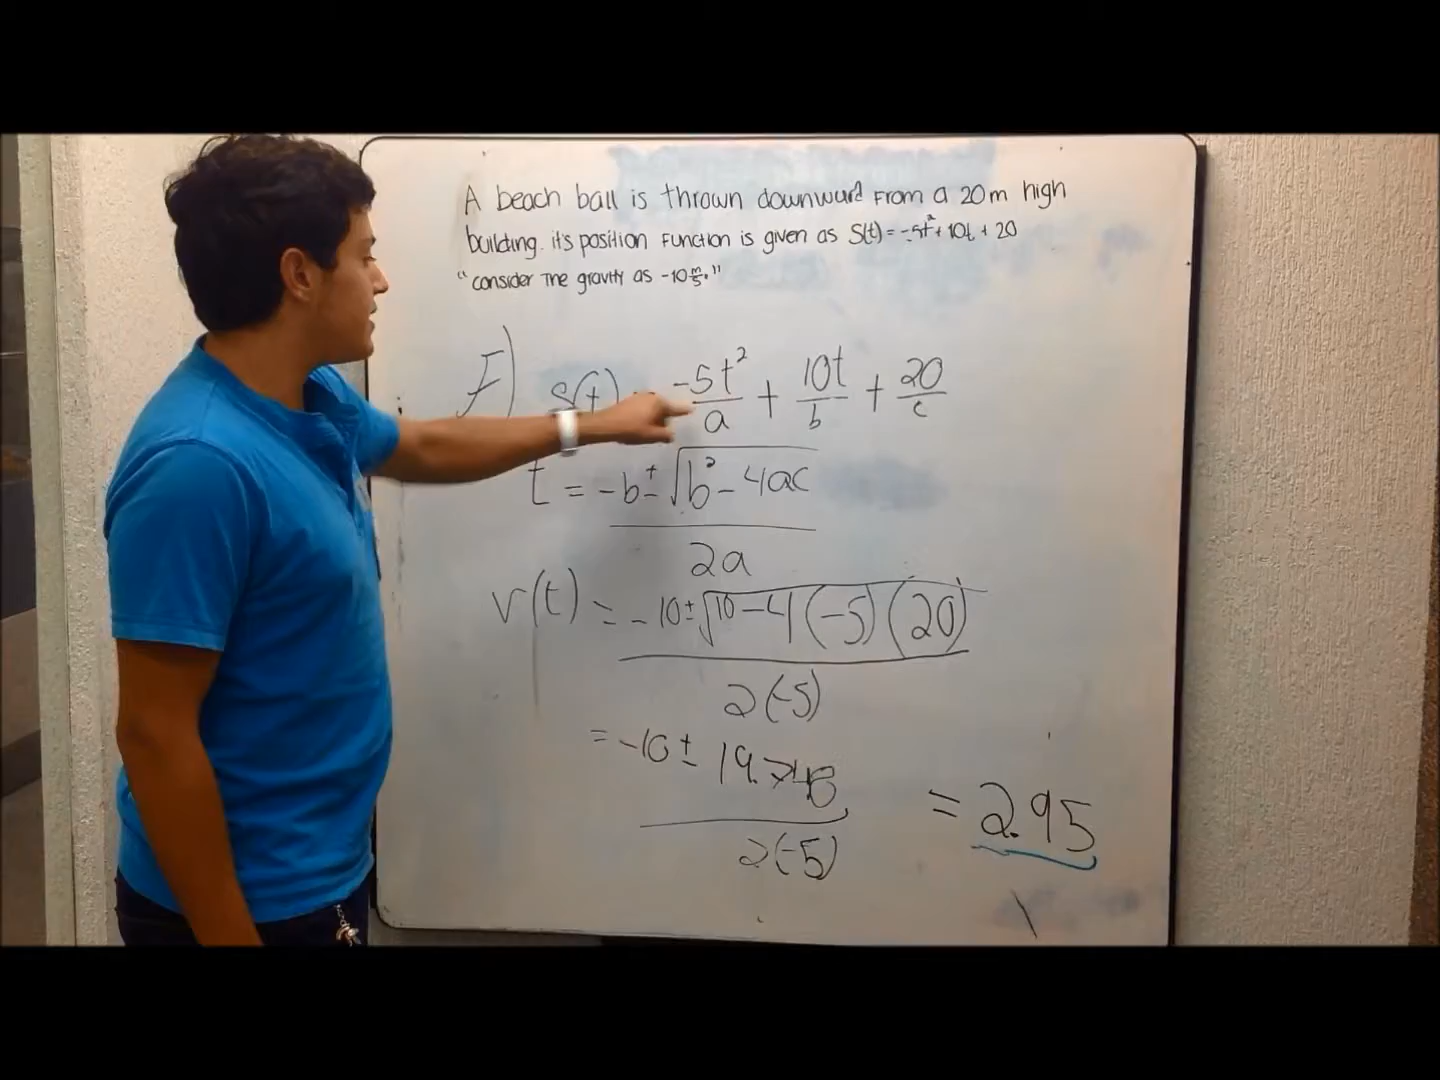 A beach ball is thrown downward From a 20m high
building. it's position Function is given as S(t)=-5t²+10t+20
"consider The gravity as -10 m/s."
F)
S(t) = -5t²/a + 10t/b + 20/c
t = -b±√b²-4ac
2a
v(t) = -10±√10-4(-5)(20)
2(-5)
= -10 ± 19.748
2(-5)
= 2.95